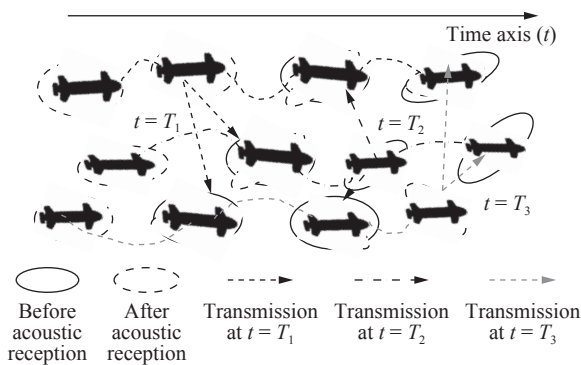 Time axis (t)
t = T₁
t = T₂
t = T₃
Before acoustic reception
After acoustic reception
Transmission at t = T₁
Transmission at t = T₂
Transmission at t = T₃